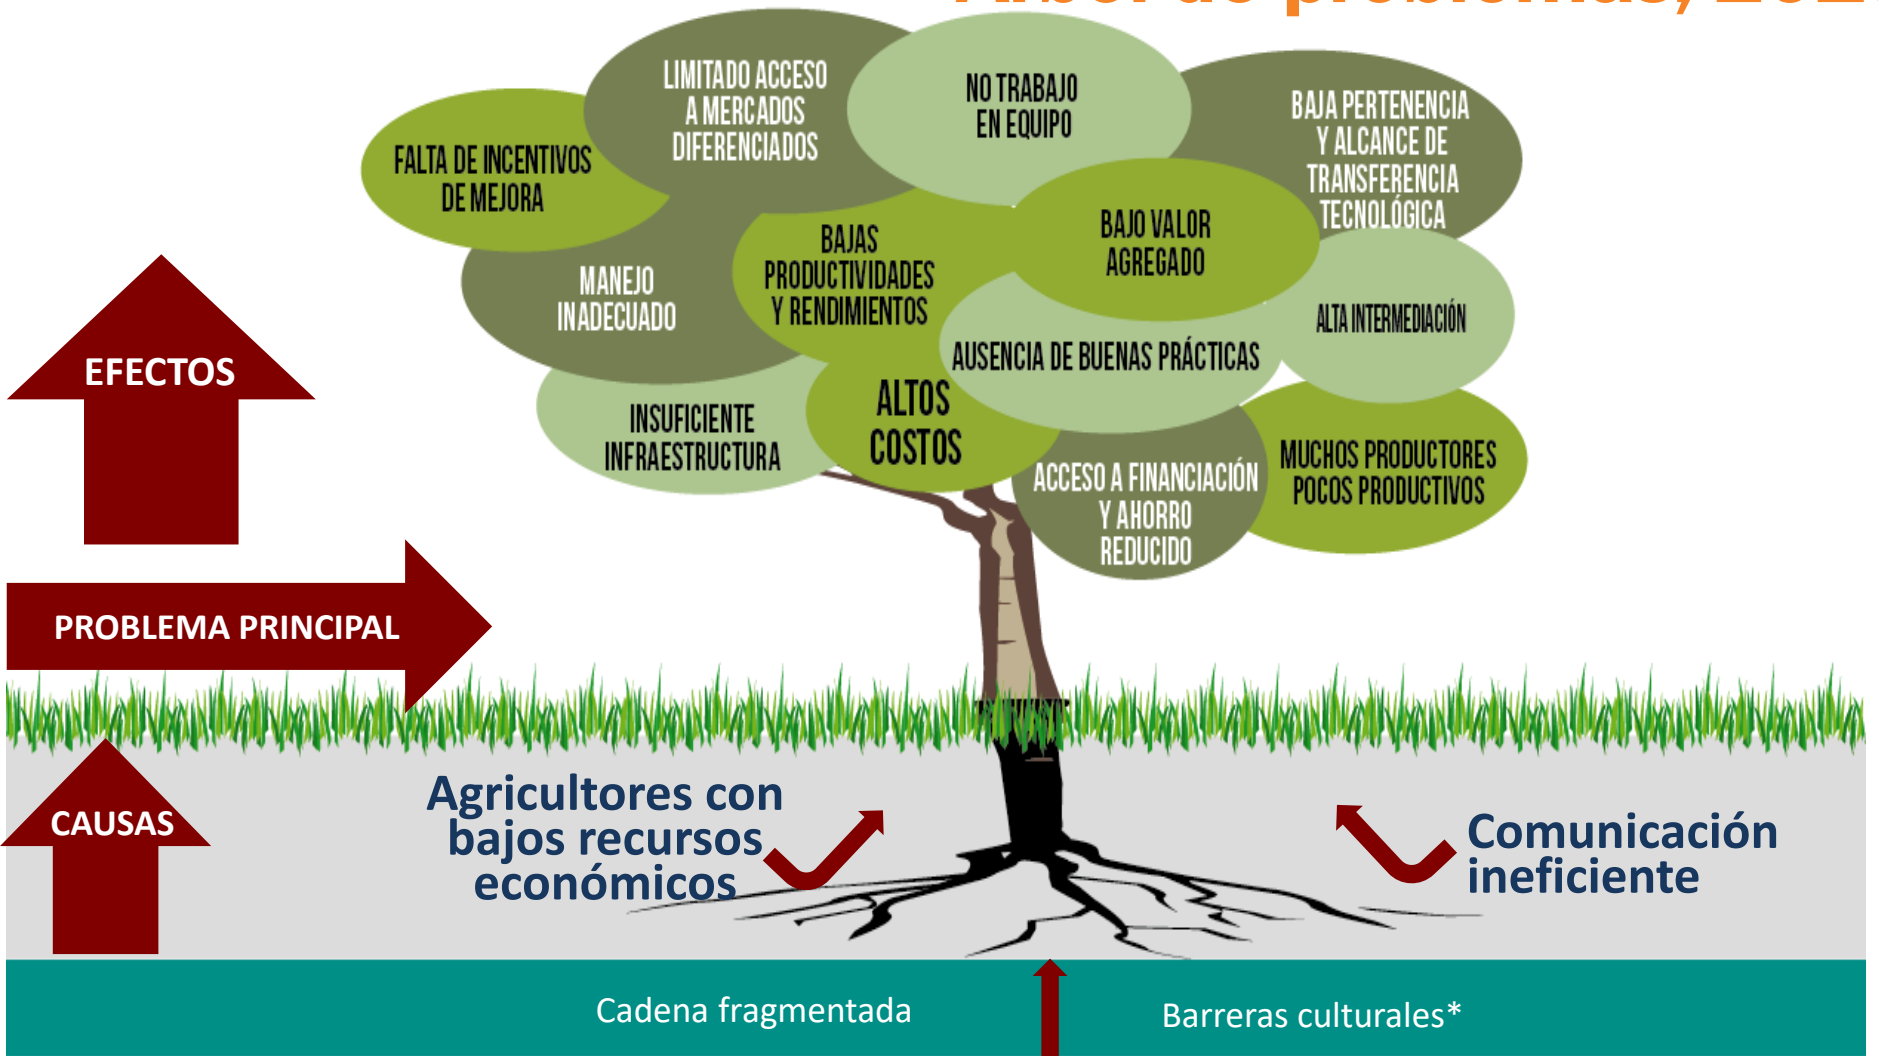 Árbol de problemas,
LIMITADO ACCESO
A MERCADOS
DIFERENCIADOS
NO TRABAJO
EN EQUIPO
BAJA PERTENENCIA
Y ALCANCE DE
TRANSFERENCIA
TECNOLÓGICA
FALTA DE INCENTIVOS
DE MEJORA
BAJAS
PRODUCTIVIDADES
Y RENDIMIENTOS
BAJO VALOR
AGREGADO
MANEJO
INADECUADO
ALTA INTERMEDIACIÓN
AUSENCIA DE BUENAS PRÁCTICAS
EFECTOS
INSUFICIENTE
INFRAESTRUCTURA
ALTOS
COSTOS
ACCESO A FINANCIACIÓN
Y AHORRO
REDUCIDO
MUCHOS PRODUCTORES
POCOS PRODUCTIVOS
PROBLEMA PRINCIPAL
CAUSAS
Agricultores con
bajos recursos
económicos
Comunicación
ineficiente
Cadena fragmentada
Barreras culturales*